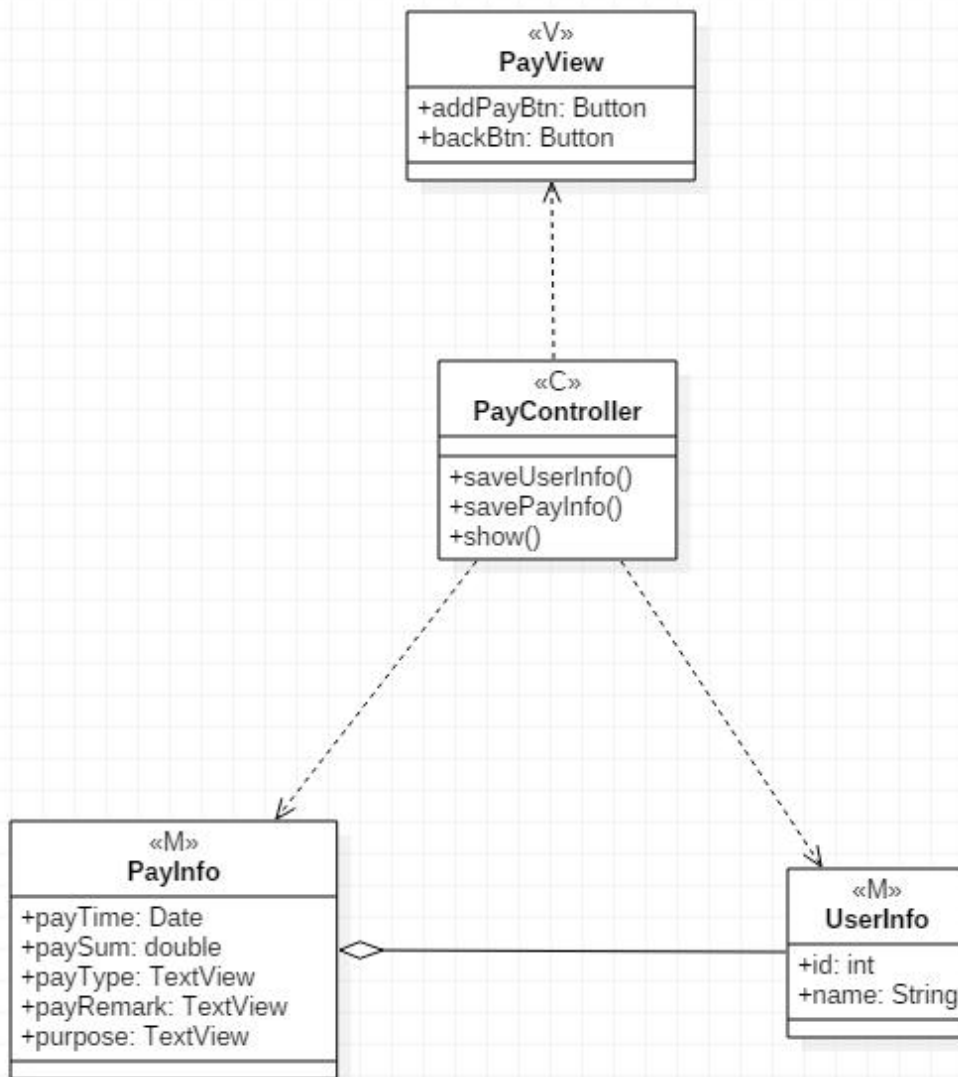 «V»
PayView
+addPayBtn: Button
+backBtn: Button
«C»
PayController
+saveUserInfo()
+savePayInfo()
+show()
«M»
PayInfo
+payTime: Date
+paySum: double
+payType: TextView
+payRemark: TextView
+purpose: TextView
«M»
UserInfo
+id: int
+name: String